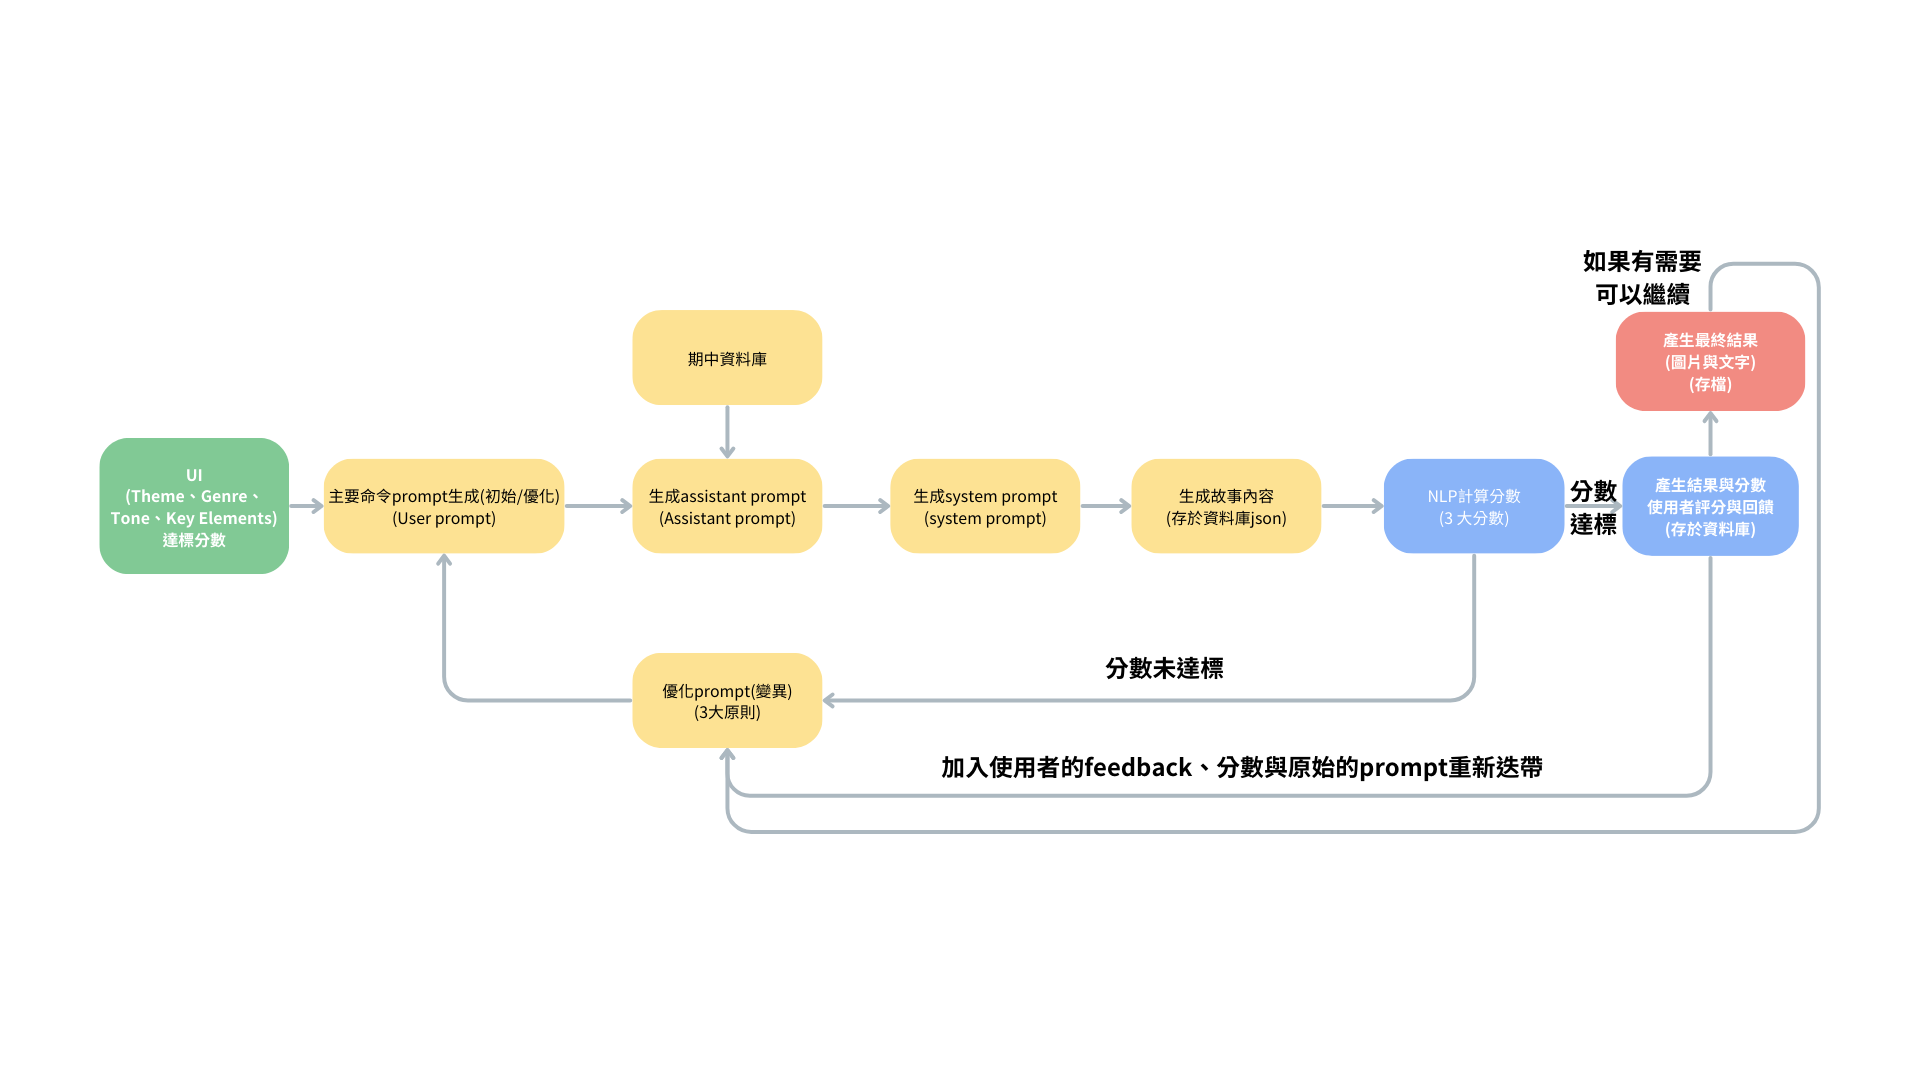 UI
(Theme、Genre、
Tone、Key Elements)
達標分數
主要命令prompt生成(初始/優化)
(User prompt)
期中資料庫
生成assistant prompt
(Assistant prompt)
生成system prompt
(system prompt)
生成故事內容
(存於資料庫json)
NLP計算分數
(3 大分數)
分數
達標
產生結果與分數
使用者評分與回饋
(存於資料庫)
如果有需要
可以繼續
產生最終結果
(圖片與文字)
(存檔)
分數未達標
優化prompt(變異)
(3大原則)
加入使用者的feedback、分數與原始的prompt重新迭帶